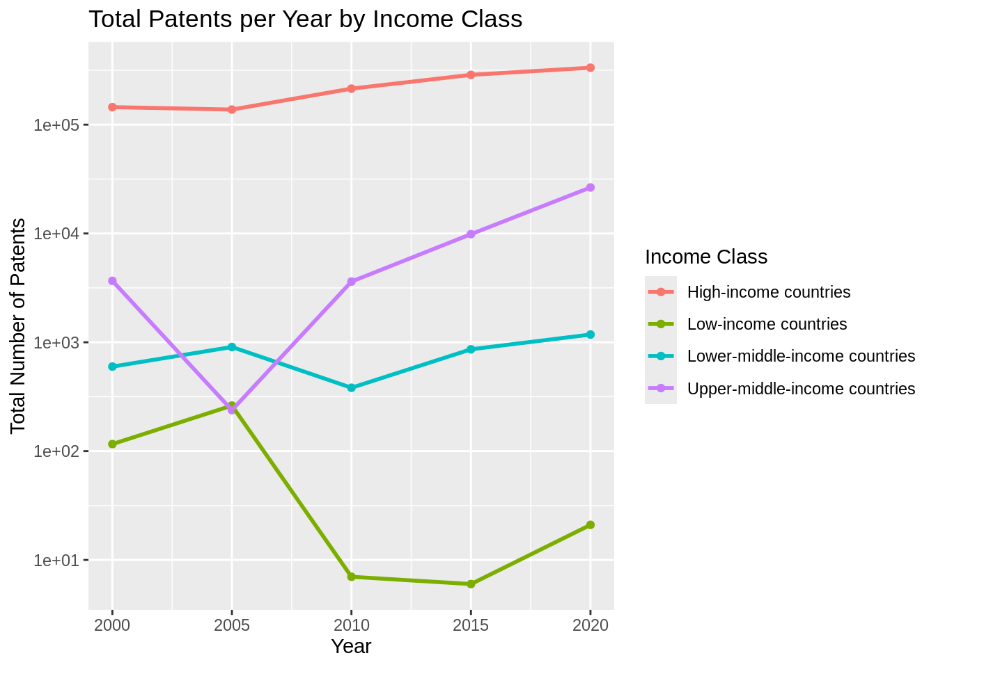 Total Patents per Year by Income Class
Total Number of Patents
1e+05
1e+04
1e+03
1e+02
1e+01
2000 2005 2010 2015 2020
Year
Income Class
High-income countries
Low-income countries
Lower-middle-income countries
Upper-middle-income countries